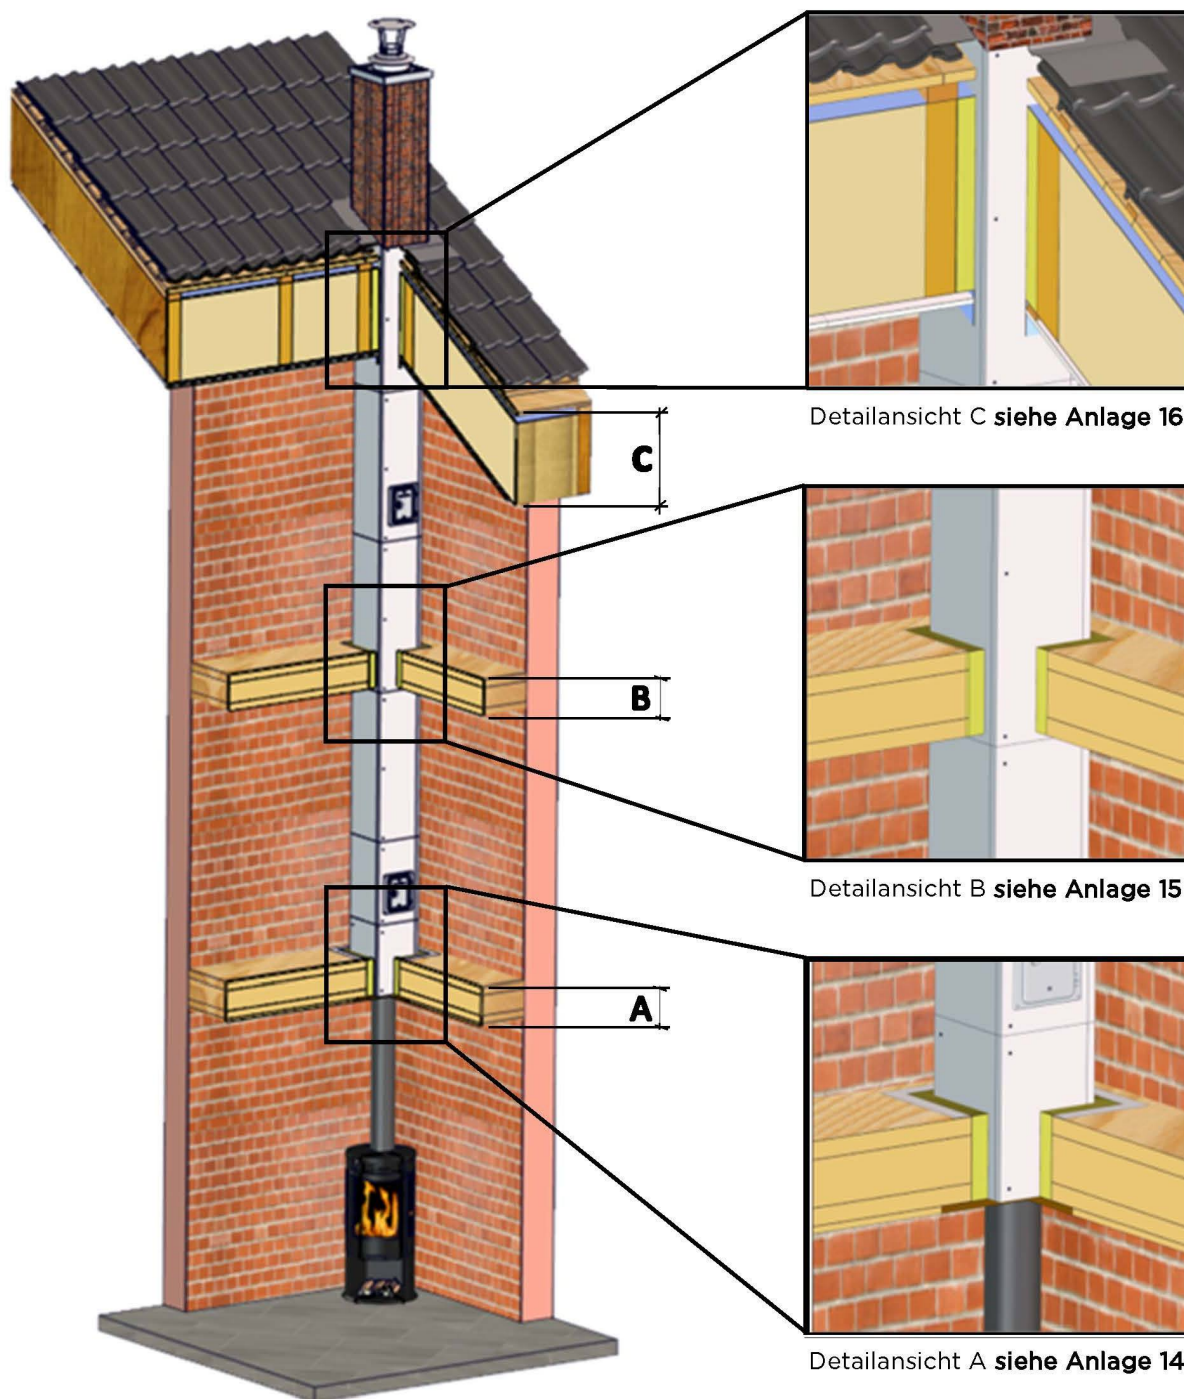 Detailansicht C siehe Anlage 16
C
B
Detailansicht B siehe Anlage 15
A
Detailansicht A siehe Anlage 14